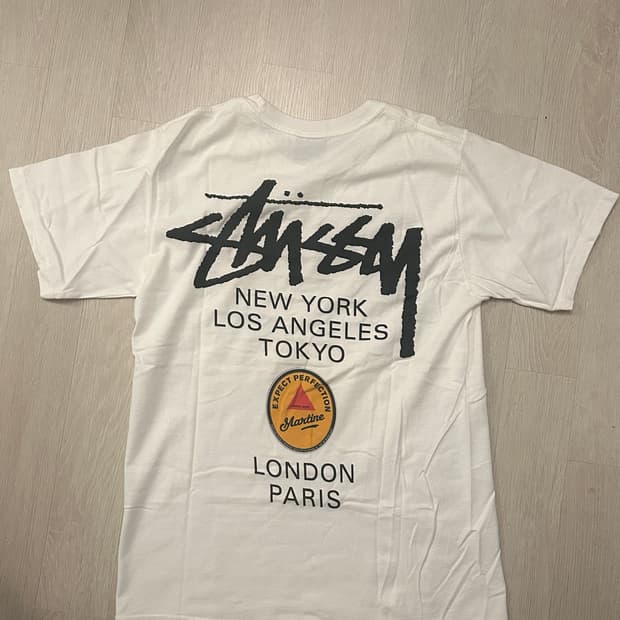 STÜSSY
NEW YORK
LOS ANGELES
TOKYO
EXPECT PERFECTION
Martine
LONDON
PARIS